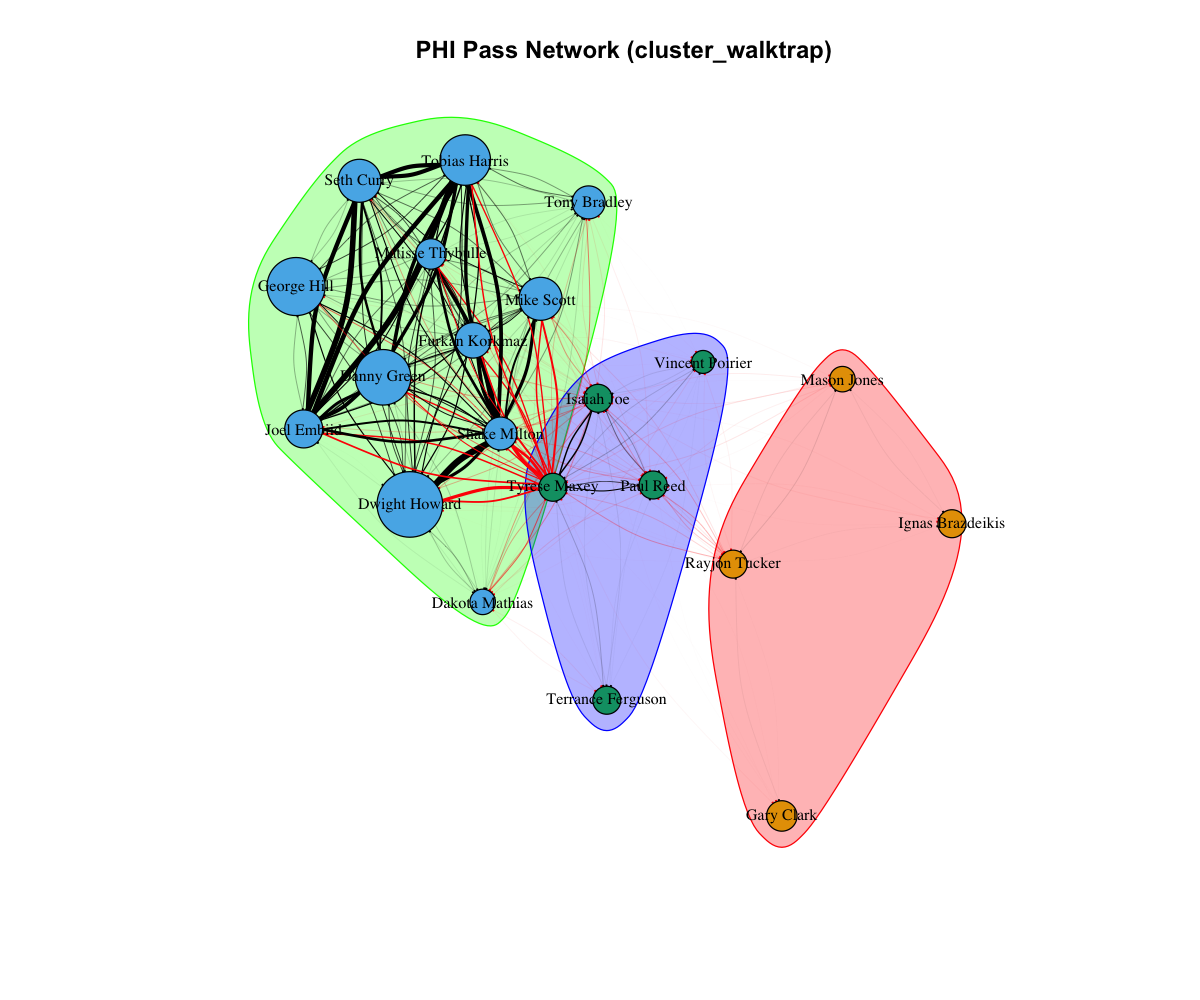 PHI Pass Network (cluster_walktrap)
Tobias Harris
Seth Curry
Tony Bradley
Matisse Thybulle
George Hill
Mike Scott
Furkan Korkmaz
Vincent Poirier
Danny Green
Mason Jones
Isaiah Joe
Joel Embiid
Shake Milton
Tyrese Maxey
Paul Reed
Dwight Howard
Ignas Brazdeikis
Rayjon Tucker
Dakota Mathias
Terrance Ferguson
Gary Clark